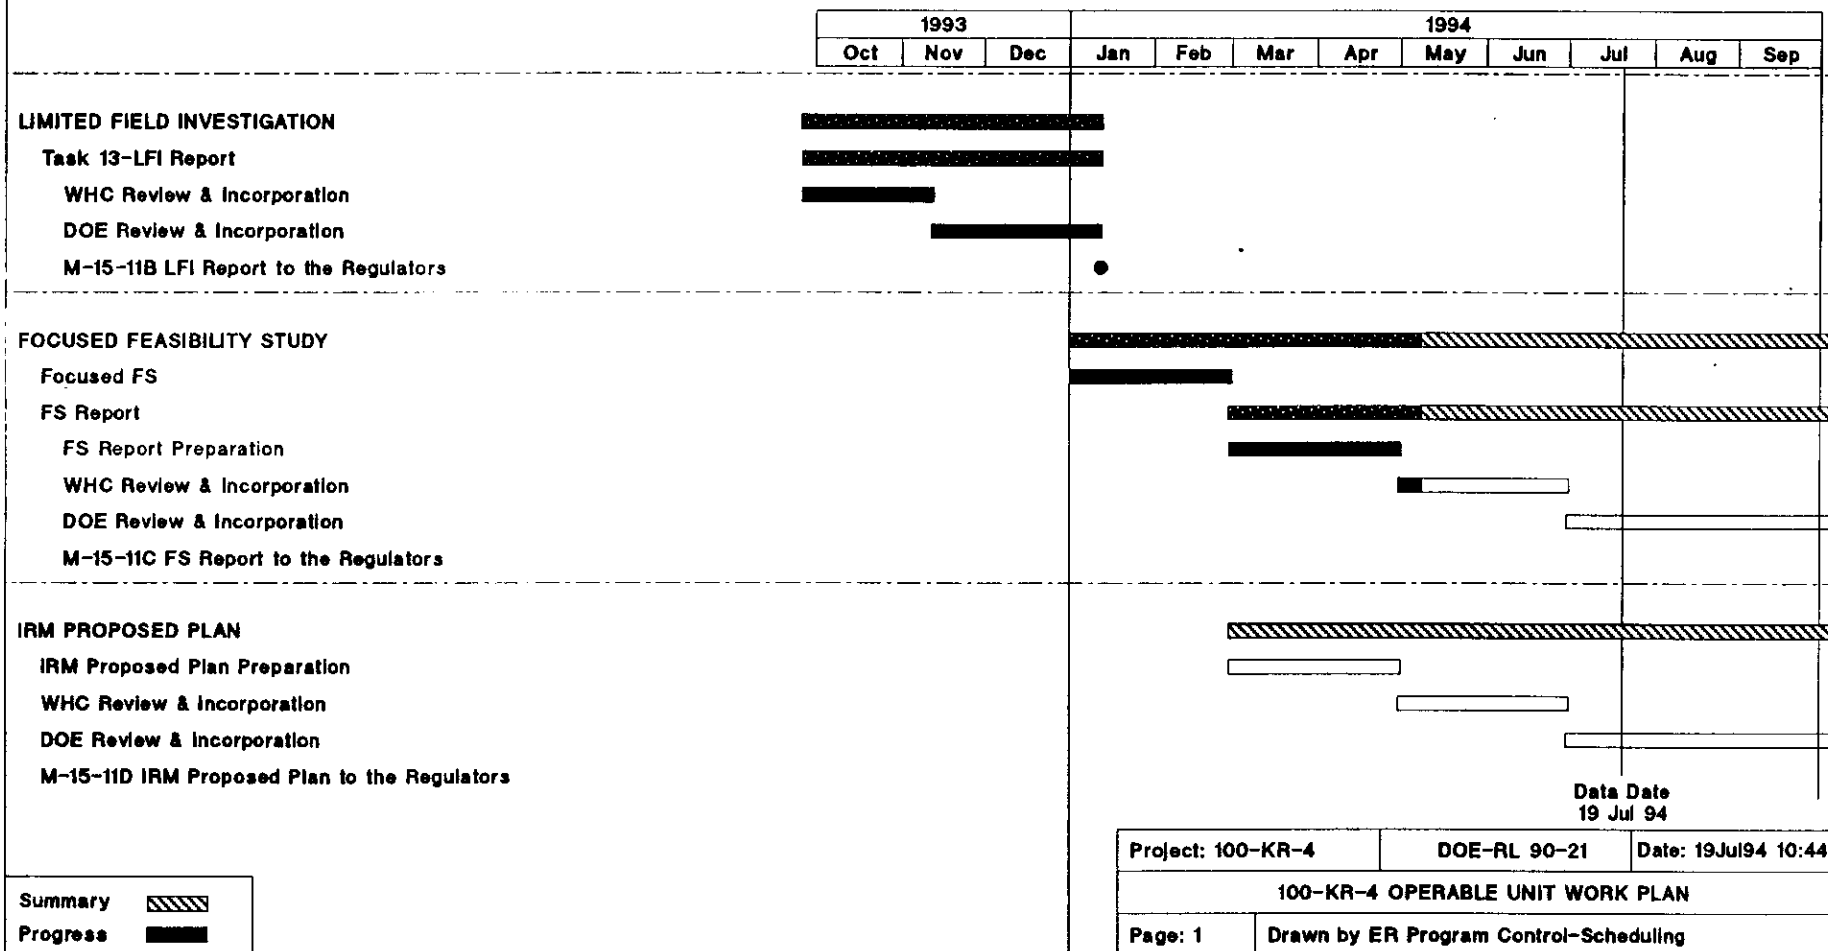 1993 1994
Oct Nov Dec Jan Feb Mar Apr May Jun Jul Aug Sep
LIMITED FIELD INVESTIGATION
Task 13-LFI Report
WHC Review & Incorporation
DOE Review & Incorporation
M-15-11B LFI Report to the Regulators
FOCUSED FEASIBILITY STUDY
Focused FS
FS Report
FS Report Preparation
WHC Review & Incorporation
DOE Review & Incorporation
M-15-11C FS Report to the Regulators
IRM PROPOSED PLAN
IRM Proposed Plan Preparation
WHC Review & Incorporation
DOE Review & Incorporation
M-15-11D IRM Proposed Plan to the Regulators
Data Date
19 Jul 94
Project: 100-KR-4 DOE-RL 90-21 Date: 19Jul94 10:44
100-KR-4 OPERABLE UNIT WORK PLAN
Page: 1 Drawn by ER Program Control-Scheduling
Summary
Progress